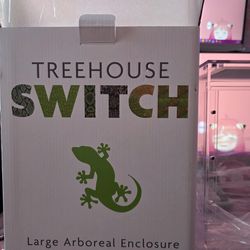 TREEHOUSE
SWITCH
Large Arboreal Enclosure